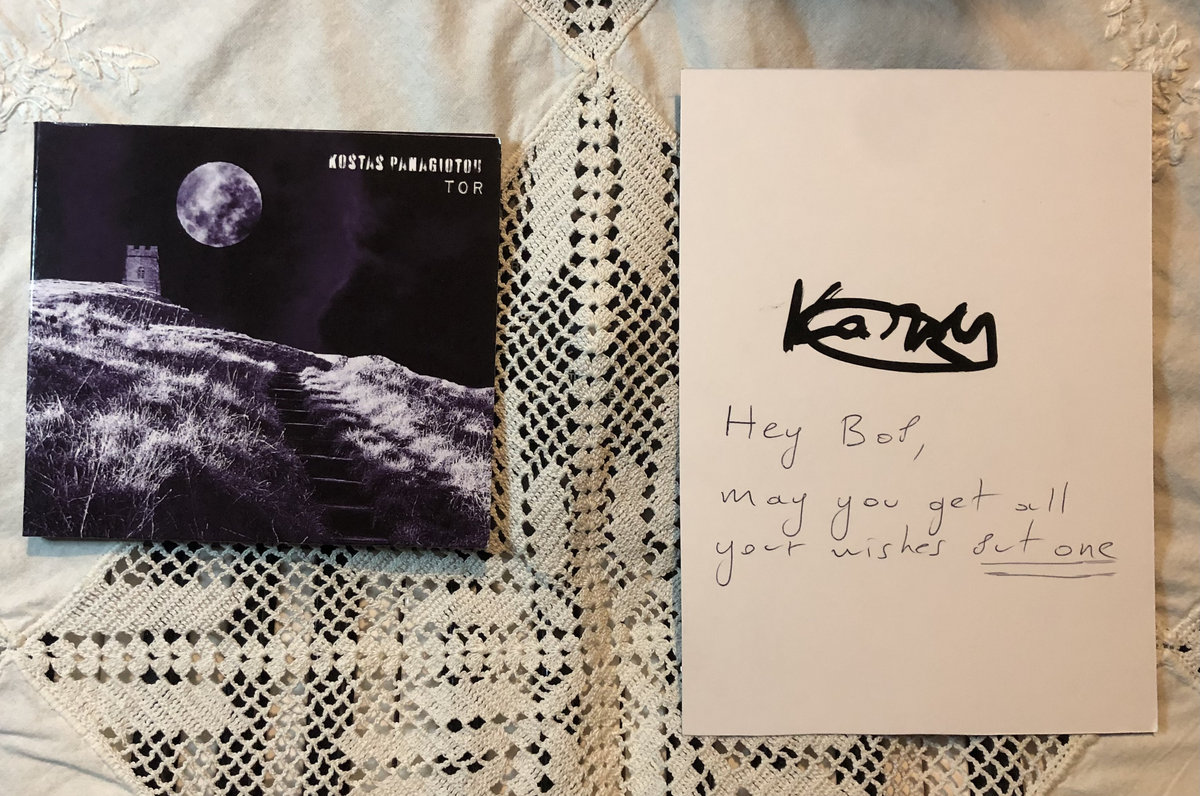 KOSTAS PANAGIOTOU
TOR
Hey Bob,
may you get all
your wishes but one